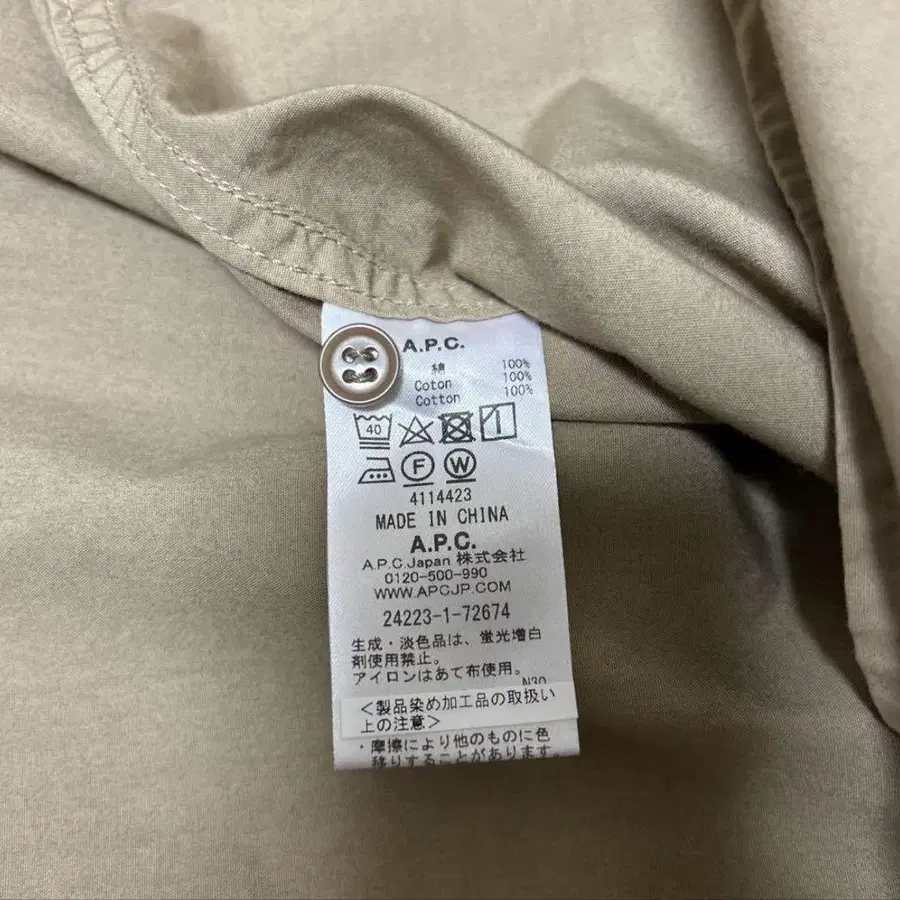 A.P.C.
綿 100%
Coton 100%
Cotton 100%
40
F W
4114423
MADE IN CHINA
A.P.C.
A.P.C.Japan 株式会社
0120-500-990
WWW.APCJP.COM
24223-1-72674
生成・淡色品は、蛍光増白
剤使用禁止。
アイロンはあて布使用。
N30
<製品染め加工品の取扱い
上の注意>
・摩擦により他のものに色
移りすることがあります。